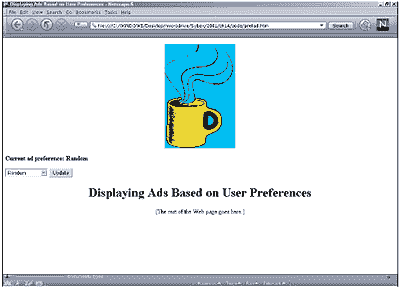 Displaying Ads Based on User Preferences - Netscape 6
File Edit View Search Go Bookmarks Tasks Help
Search
N
Current ad preference: Random
Random Update
Displaying Ads Based on User Preferences
[The rest of the Web page goes here.]